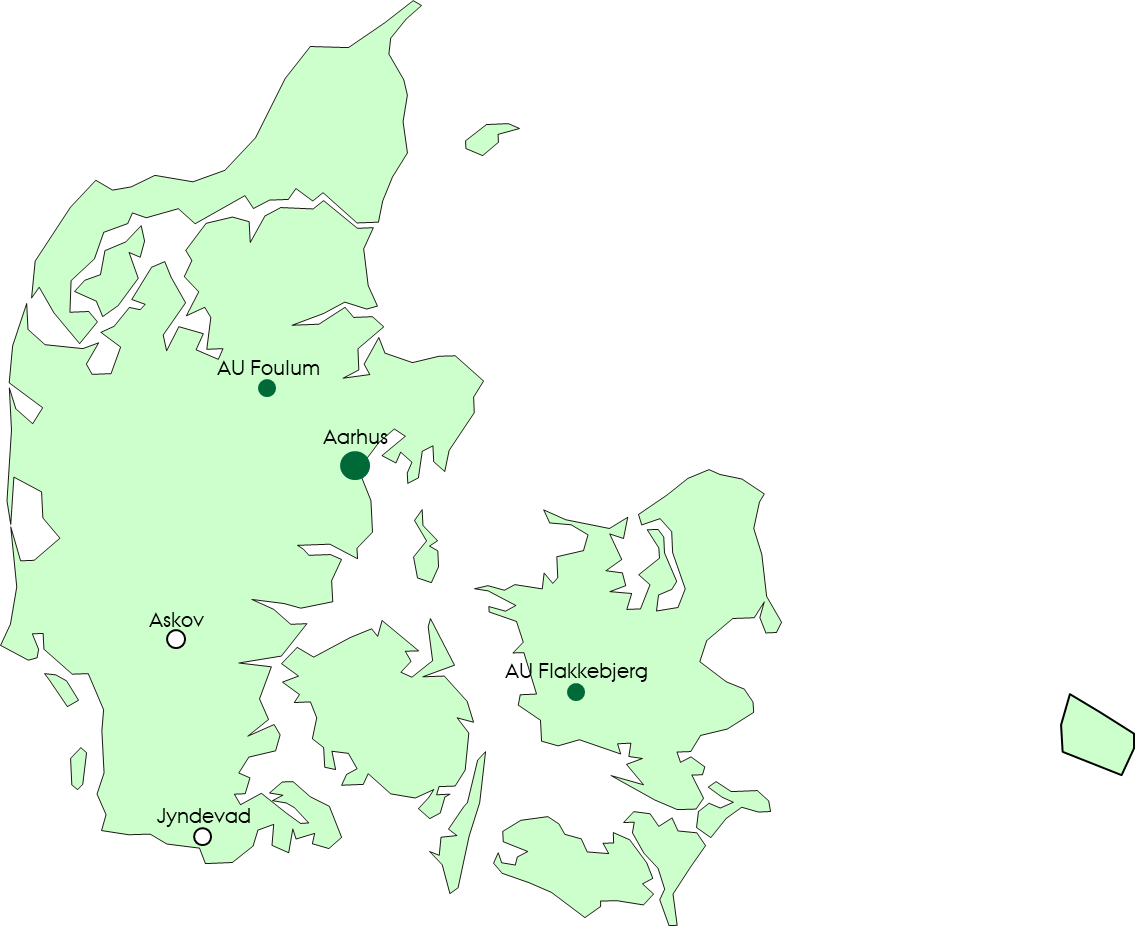 AU Foulum
Aarhus
Askov
AU Flakkebjerg
Jyndevad